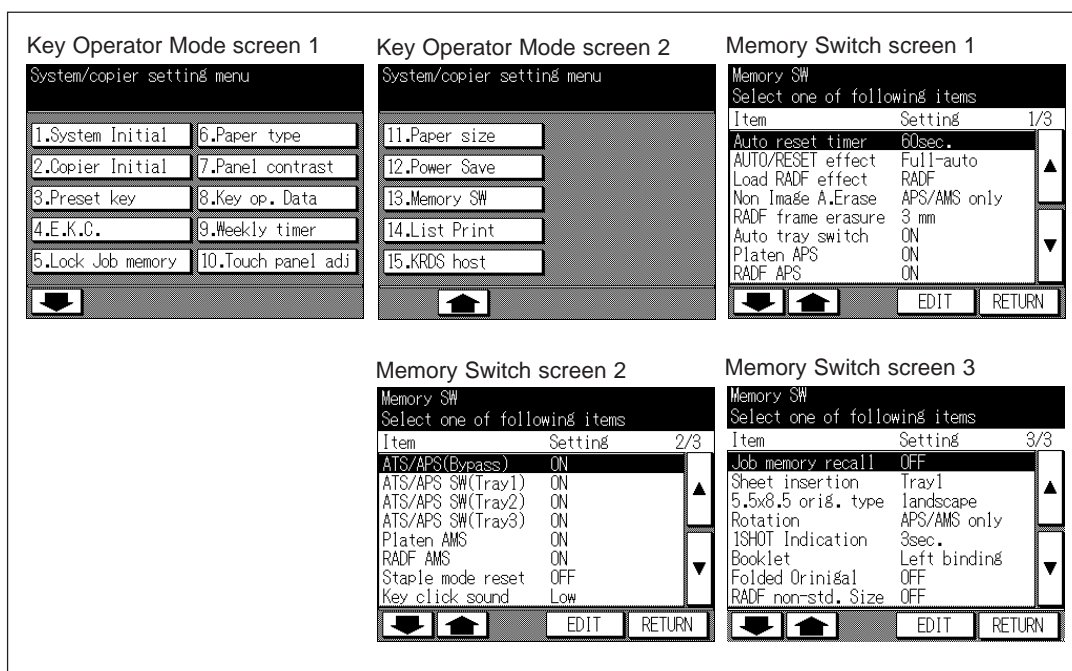 Key Operator Mode screen 1
System/copier setting menu
1.System Initial
6.Paper type
2.Copier Initial
7.Panel contrast
3.Preset key
8.Key op. Data
4.E.K.C.
9.Weekly timer
5.Lock Job memory
10.Touch panel adj
Key Operator Mode screen 2
System/copier setting menu
11.Paper size
12.Power Save
13.Memory SW
14.List Print
15.KRDS host
Memory Switch screen 1
Memory SW
Select one of following items
Item Setting 1/3
Auto reset timer 60sec.
AUTO/RESET effect Full-auto
Load RADF effect RADF
Non Image A.Erase APS/AMS only
RADF frame erasure 3 mm
Auto tray switch ON
Platen APS ON
RADF APS ON
EDIT RETURN
Memory Switch screen 2
Memory SW
Select one of following items
Item Setting 2/3
ATS/APS(Bypass) ON
ATS/APS SW(Tray1) ON
ATS/APS SW(Tray2) ON
ATS/APS SW(Tray3) ON
Platen AMS ON
RADF AMS ON
Staple mode reset OFF
Key click sound Low
EDIT RETURN
Memory Switch screen 3
Memory SW
Select one of following items
Item Setting 3/3
Job memory recall OFF
Sheet insertion Tray1
5.5x8.5 orig. type landscape
Rotation APS/AMS only
1SHOT Indication 3sec.
Booklet Left binding
Folded Orinigal OFF
RADF non-std. Size OFF
EDIT RETURN